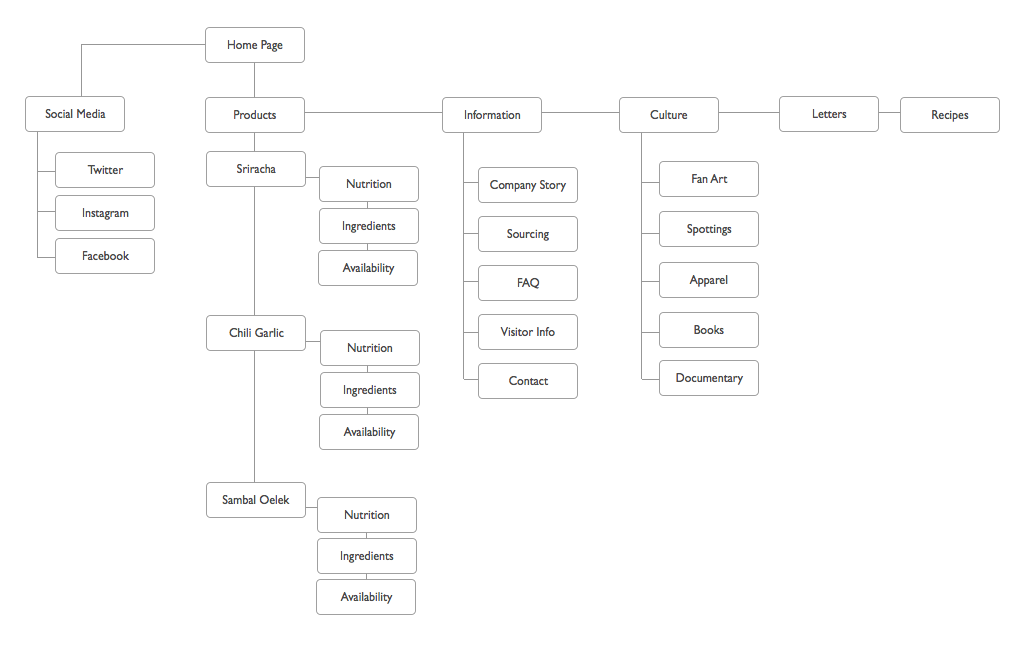 Home Page
Social Media
Twitter
Instagram
Facebook
Products
Sriracha
Nutrition
Ingredients
Availability
Chili Garlic
Nutrition
Ingredients
Availability
Sambal Oelek
Nutrition
Ingredients
Availability
Information
Company Story
Sourcing
FAQ
Visitor Info
Contact
Culture
Fan Art
Spottings
Apparel
Books
Documentary
Letters
Recipes